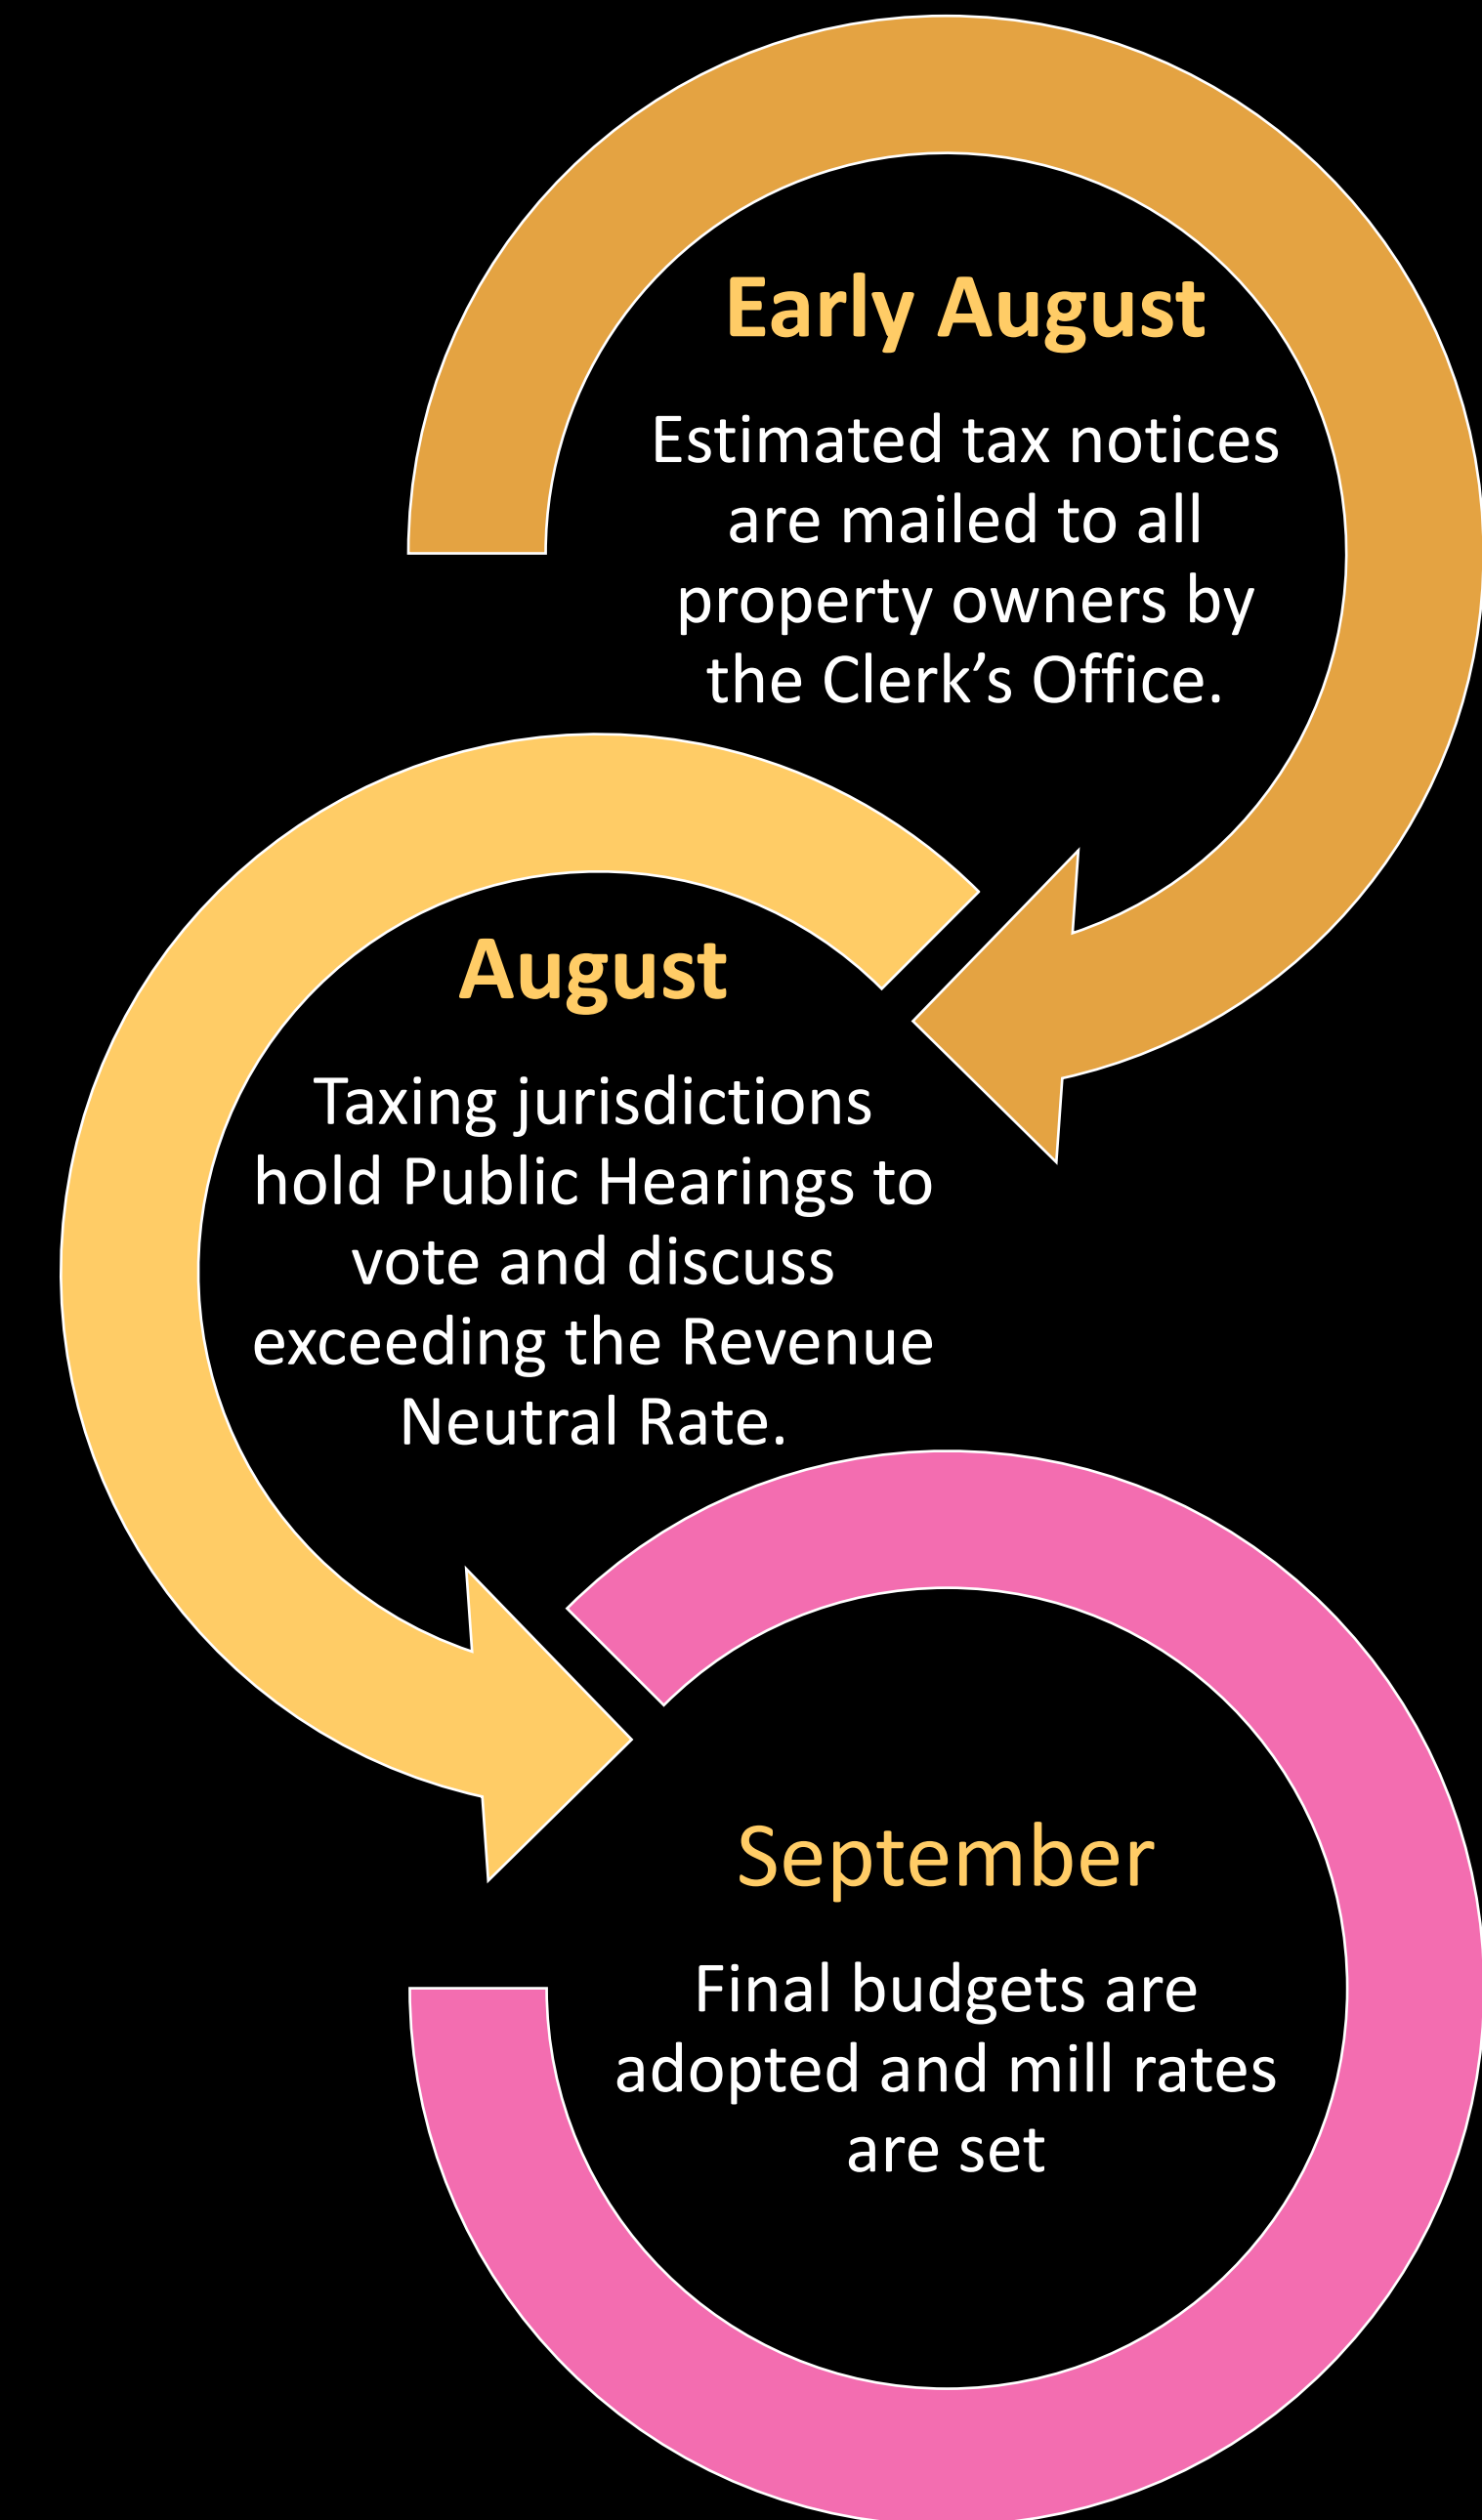 Early August
Estimated tax notices
are mailed to all
property owners by
the Clerk’s Office.
August
Taxing jurisdictions
hold Public Hearings to
vote and discuss
exceeding the Revenue
Neutral Rate.
September
Final budgets are
adopted and mill rates
are set